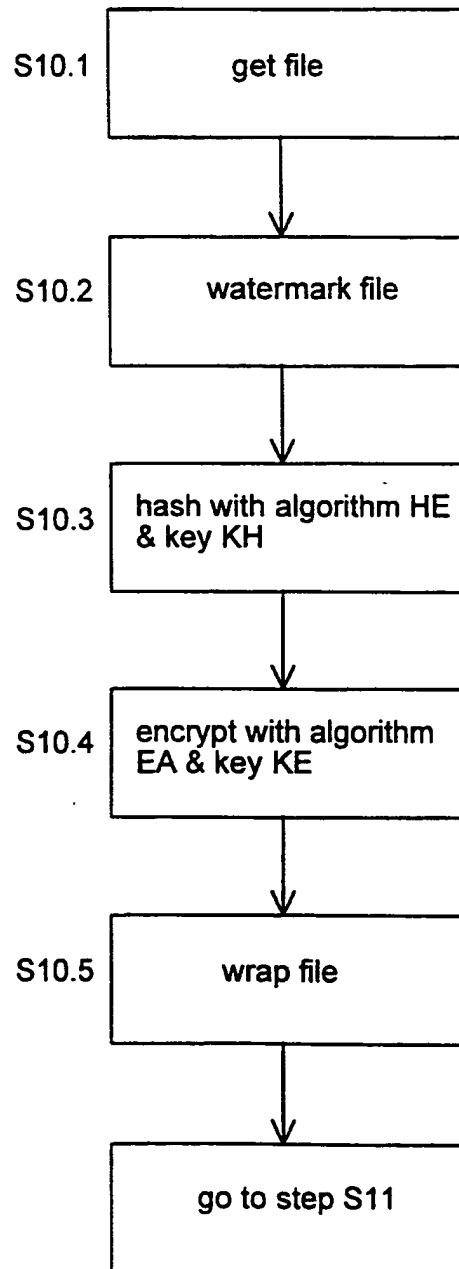 S10.1
get file
S10.2
watermark file
S10.3
hash with algorithm HE
& key KH
S10.4
encrypt with algorithm
EA & key KE
S10.5
wrap file
go to step S11